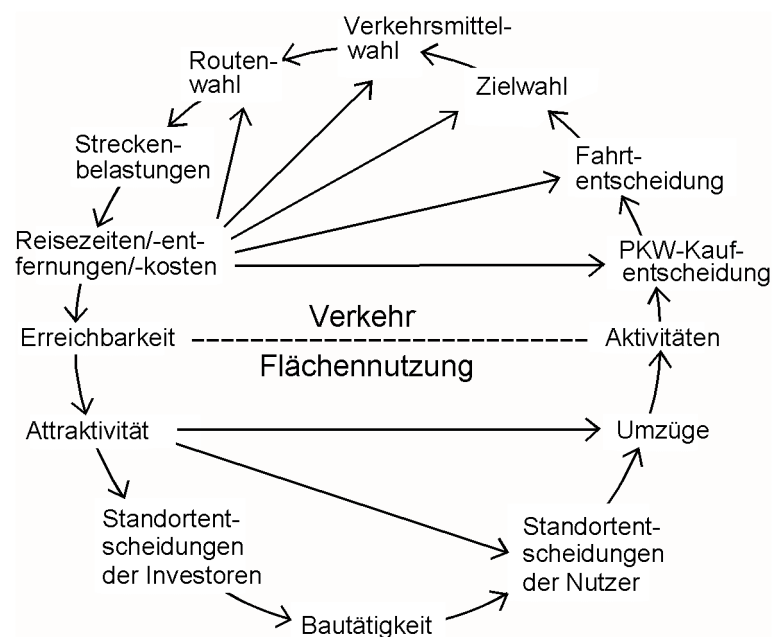 Verkehrsmittel-
wahl
Routen-
wahl
Zielwahl
Strecken-
belastungen
Fahrt-
entscheidung
Reisezeiten/-ent-
fernungen/-kosten
PKW-Kauf-
entscheidung
Verkehr
Erreichbarkeit
Aktivitäten
Flächennutzung
Attraktivität
Umzüge
Standortent-
scheidungen
der Investoren
Standortent-
scheidungen
der Nutzer
Bautätigkeit